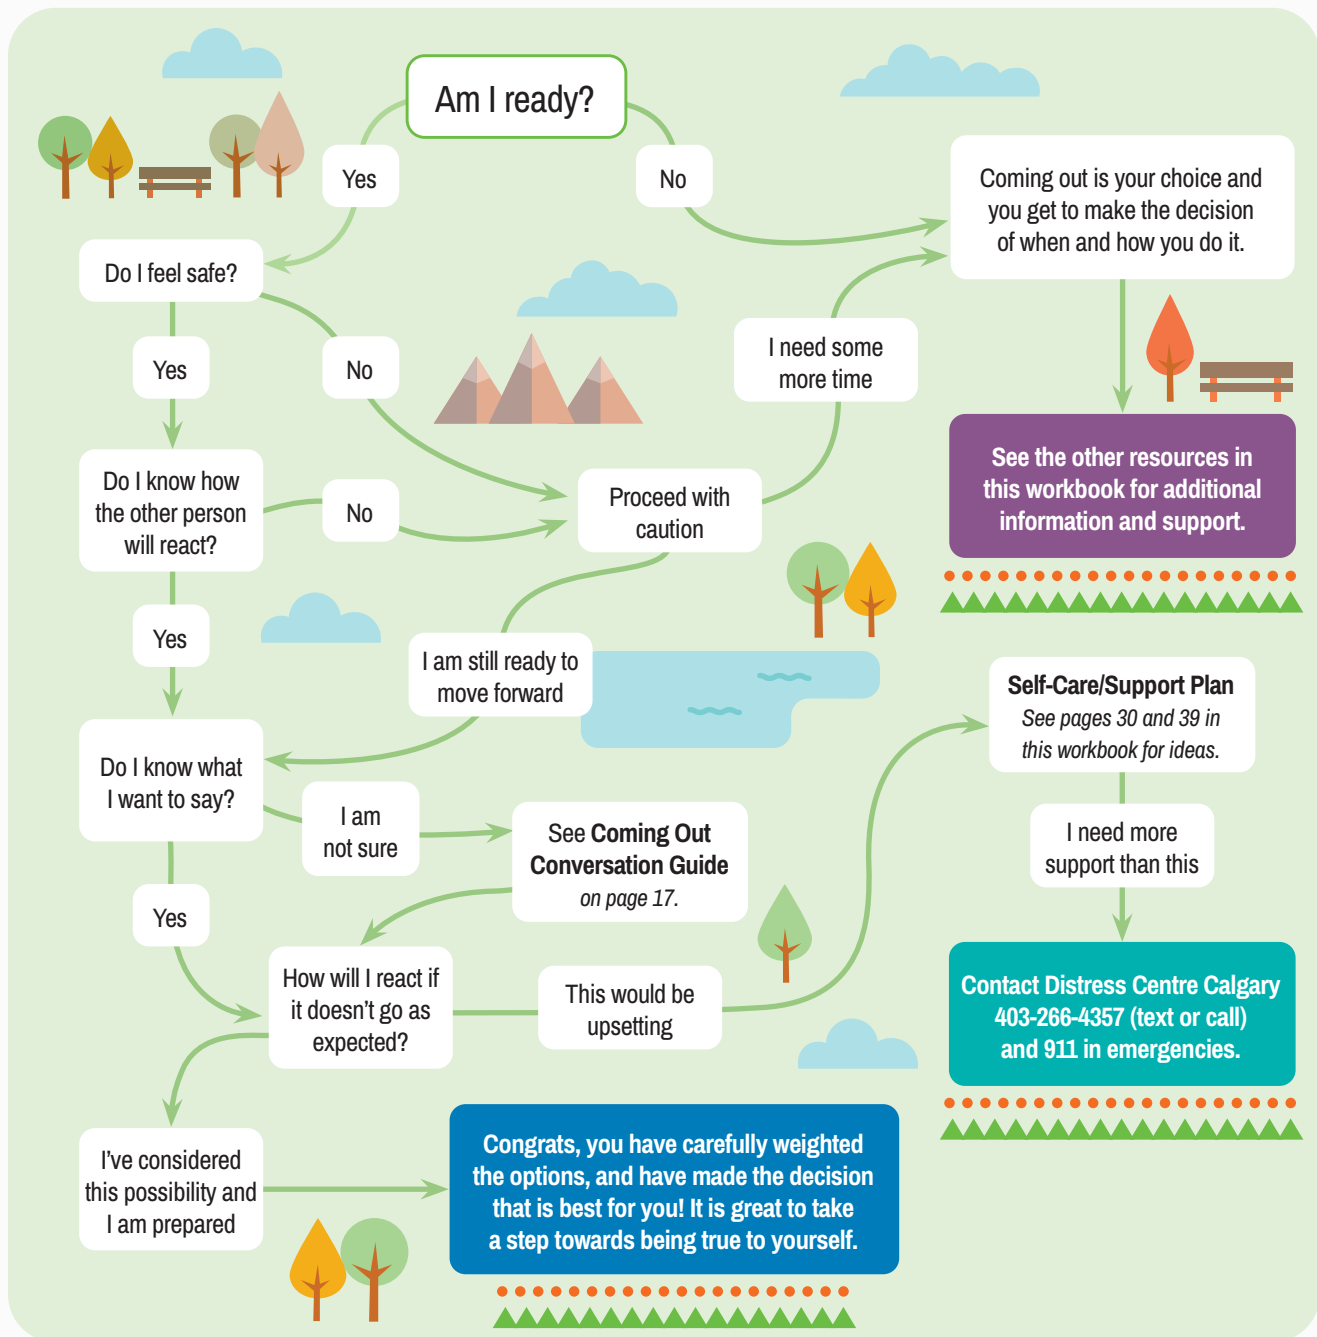 Am I ready?
Yes
No
Coming out is your choice and
you get to make the decision
of when and how you do it.
Do I feel safe?
Yes
No
I need some
more time
See the other resources in
this workbook for additional
information and support.
Do I know how
the other person
will react?
No
Proceed with
caution
Yes
I am still ready to
move forward
Self-Care/Support Plan
See pages 30 and 39 in
this workbook for ideas.
Do I know what
I want to say?
I am
not sure
See Coming Out
Conversation Guide
on page 17.
I need more
support than this
Yes
How will I react if
it doesn’t go as
expected?
This would be
upsetting
Contact Distress Centre Calgary
403-266-4357 (text or call)
and 911 in emergencies.
I’ve considered
this possibility and
I am prepared
Congrats, you have carefully weighted
the options, and have made the decision
that is best for you! It is great to take
a step towards being true to yourself.